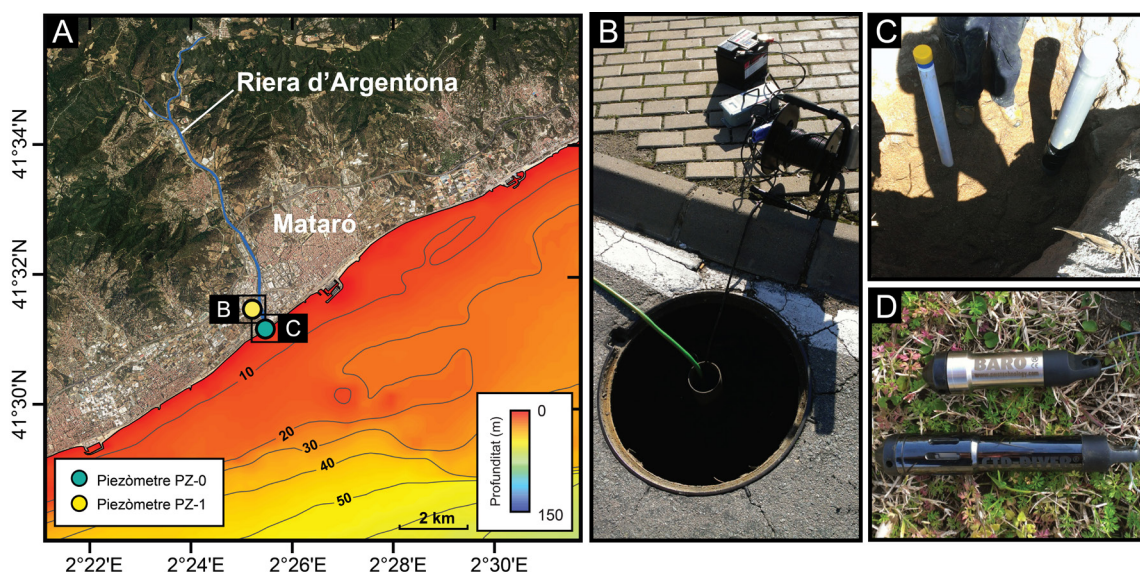 A
Riera d’Argentona
Mataró
B
C
10
20
30
40
50
Profunditat (m)
0
150
2 km
Piezòmetre PZ-0
Piezòmetre PZ-1
41°34'N
41°32'N
41°30'N
2°22'E
2°24'E
2°26'E
2°28'E
2°30'E
B
C
D
BARO